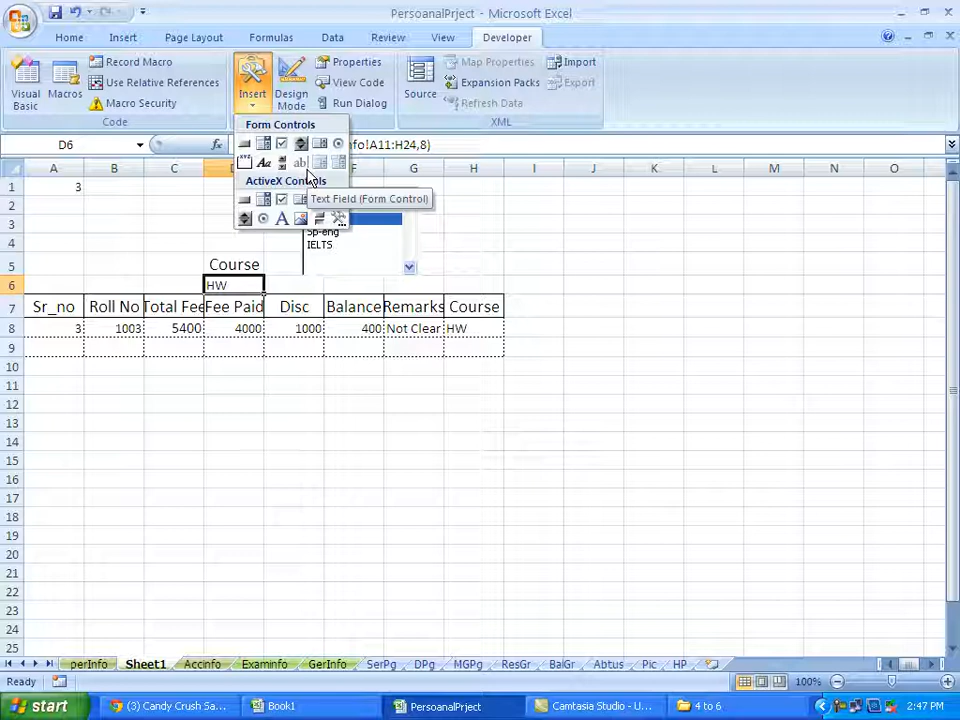 PersoanalPrject - Microsoft Excel
Home Insert Page Layout Formulas Data Review View Developer
Visual Basic
Macros
Record Macro
Use Relative References
Macro Security
Code
Insert
Design Mode
Properties
View Code
Run Dialog
Source
Map Properties
Expansion Packs
Refresh Data
Import
Export
XML
Form Controls
Aa ab
ActiveX Controls
A
Text Field (Form Control)
D6 fx nfo!A11:H24,8)
A B C D F G H I J K L M N O
1 3
2
3
Sp-eng
4 IELTS
5 Course
6 HW
7 Sr_no Roll No Total Fee Fee Paid Disc Balance Remarks Course
8 3 1003 5400 4000 1000 400 Not Clear HW
9
10
11
12
13
14
15
16
17
18
19
20
21
22
23
24
25
perInfo Sheet1 Accinfo Examinfo GerInfo SerPg DPg MGPg ResGr BalGr Abtus Pic HP
Ready 100%
start (3) Candy Crush Sa... Book1 PersoanalPrject Camtasia Studio - U... 4 to 6 2:47 PM